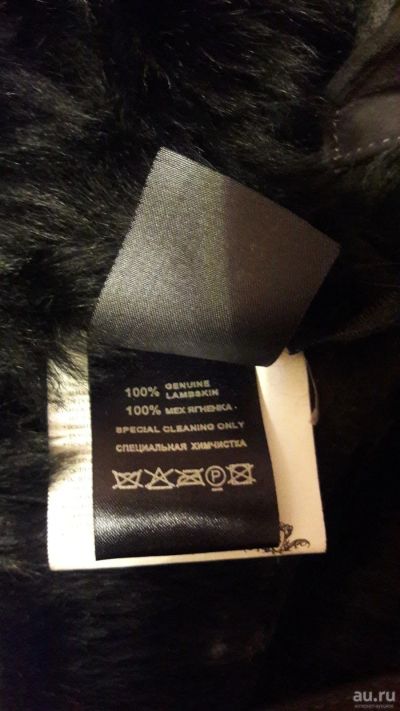 100% GENUINE
LAMBSKIN
100% МЕХ ЯГНЕНКА
SPECIAL CLEANING ONLY
СПЕЦИАЛЬНАЯ ХИМЧИСТКА
P
au.ru